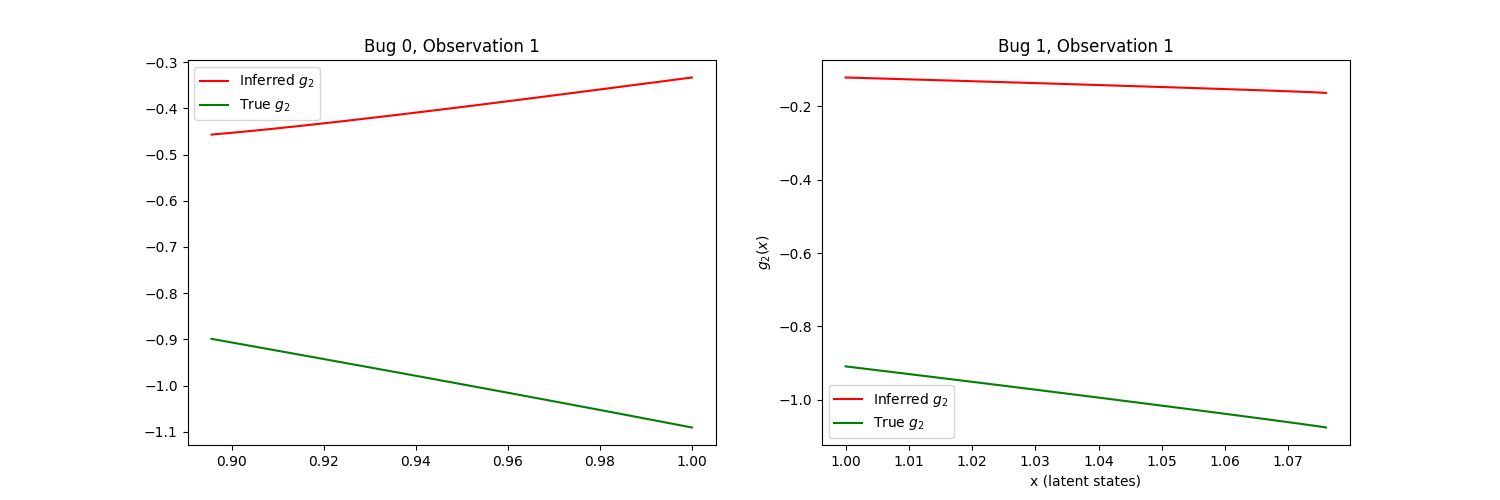 Bug 0, Observation 1
−0.3
−0.4
−0.5
−0.6
−0.7
−0.8
−0.9
−1.0
−1.1
Inferred g₂
True g₂
0.90 0.92 0.94 0.96 0.98 1.00
Bug 1, Observation 1
g₂(x)
−0.2
−0.4
−0.6
−0.8
−1.0
Inferred g₂
True g₂
1.00 1.01 1.02 1.03 1.04 1.05 1.06 1.07
x (latent states)